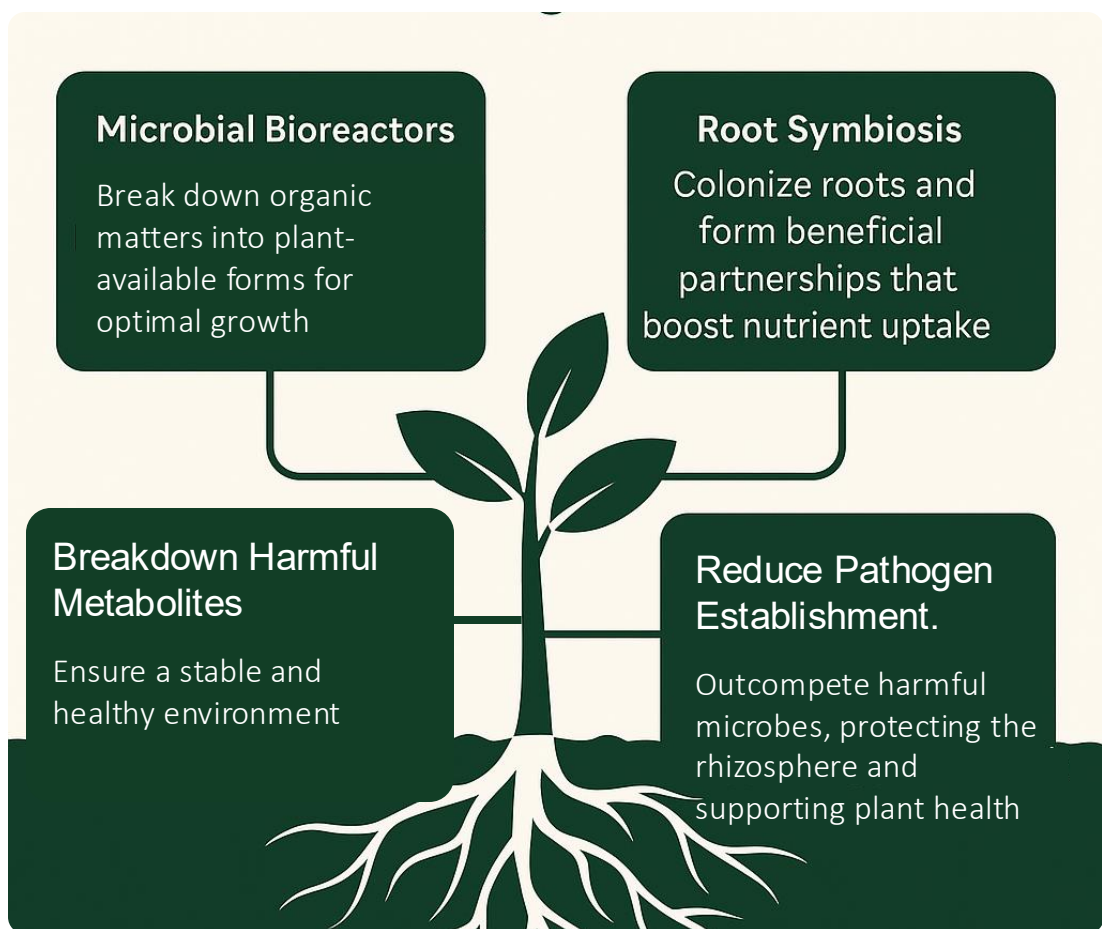 Microbial Bioreactors
Break down organic
matters into plant-
available forms for
optimal growth
Root Symbiosis
Colonize roots and
form beneficial
partnerships that
boost nutrient uptake
Breakdown Harmful
Metabolites
Ensure a stable and
healthy environment
Reduce Pathogen
Establishment.
Outcompete harmful
microbes, protecting the
rhizosphere and
supporting plant health